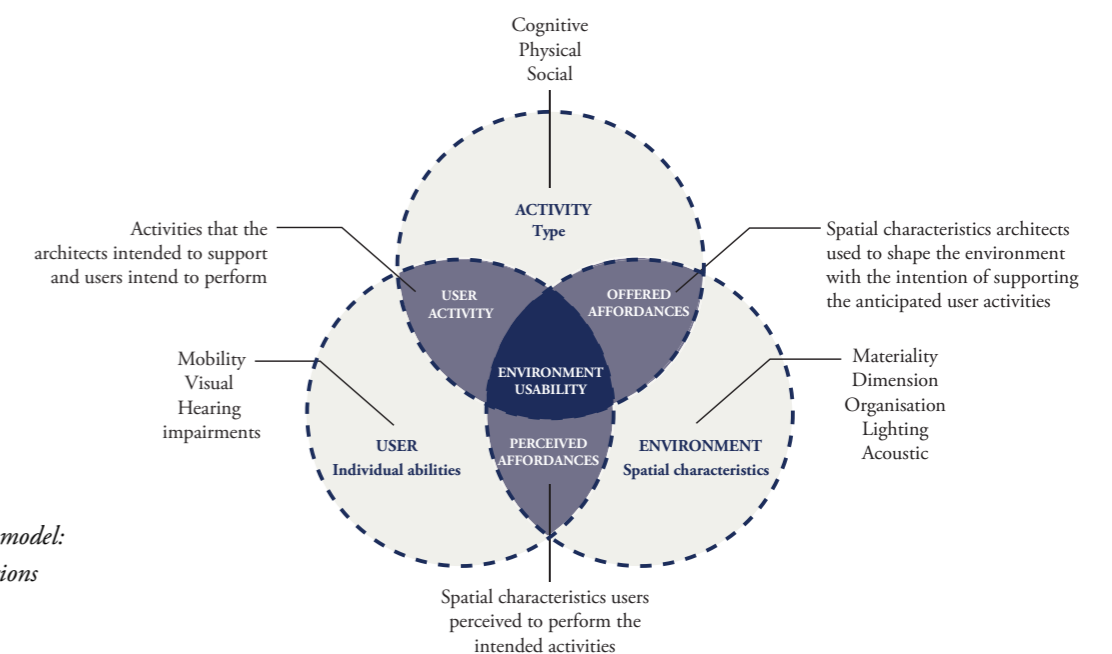 Cognitive
Physical
Social
ACTIVITY
Type
Activities that the
architects intended to support
and users intend to perform
Spatial characteristics architects
used to shape the environment
with the intention of supporting
the anticipated user activities
USER
ACTIVITY
OFFERED
AFFORDANCES
ENVIRONMENT
USABILITY
Mobility
Visual
Hearing
impairments
Materiality
Dimension
Organisation
Lighting
Acoustic
USER
Individual abilities
PERCEIVED
AFFORDANCES
ENVIRONMENT
Spatial characteristics
model:
Spatial characteristics users
perceived to perform the
intended activities